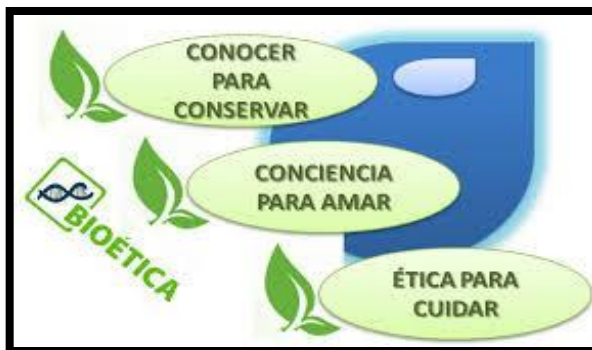 CONOCER
PARA
CONSERVAR
CONCIENCIA
PARA AMAR
BIOÉTICA
ÉTICA PARA
CUIDAR